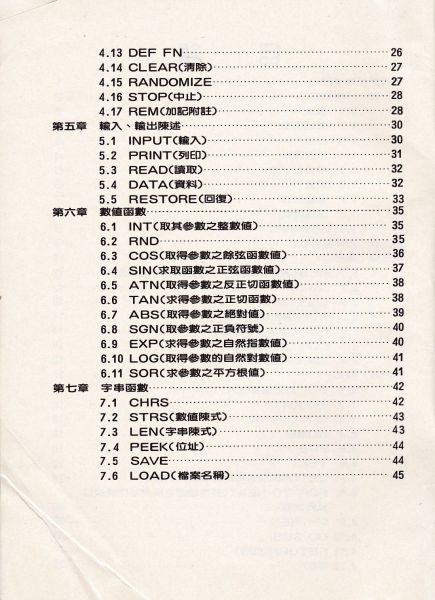 4.13 DEF FN 26
4.14 CLEAR(清除) 27
4.15 RANDOMIZE 27
4.16 STOP(中止) 28
4.17 REM(加記附註) 28
第五章 輸入、輸出陳述 30
5.1 INPUT(輸入) 30
5.2 PRINT(列印) 31
5.3 READ(讀取) 32
5.4 DATA(資料) 32
5.5 RESTORE(回復) 33
第六章 數值函數 35
6.1 INT(取其參數之整數值) 35
6.2 RND 35
6.3 COS(取得參數之餘弦函數值) 36
6.4 SIN(求取函數之正弦函數值) 37
6.5 ATN(取得參數之反正切函數值) 38
6.6 TAN(求得參數之正切函數) 38
6.7 ABS(取得參數之絕對值) 39
6.8 SGN(取參數之正負符號) 40
6.9 EXP(求得參數之自然指數值) 40
6.10 LOG(取得參數的自然對數值) 41
6.11 SOR(求參數之平方根值) 41
第七章 字串函數 42
7.1 CHRS 42
7.2 STRS(數值陳式) 43
7.3 LEN(字串陳式) 43
7.4 PEEK(位址) 44
7.5 SAVE 44
7.6 LOAD(檔案名稱) 45